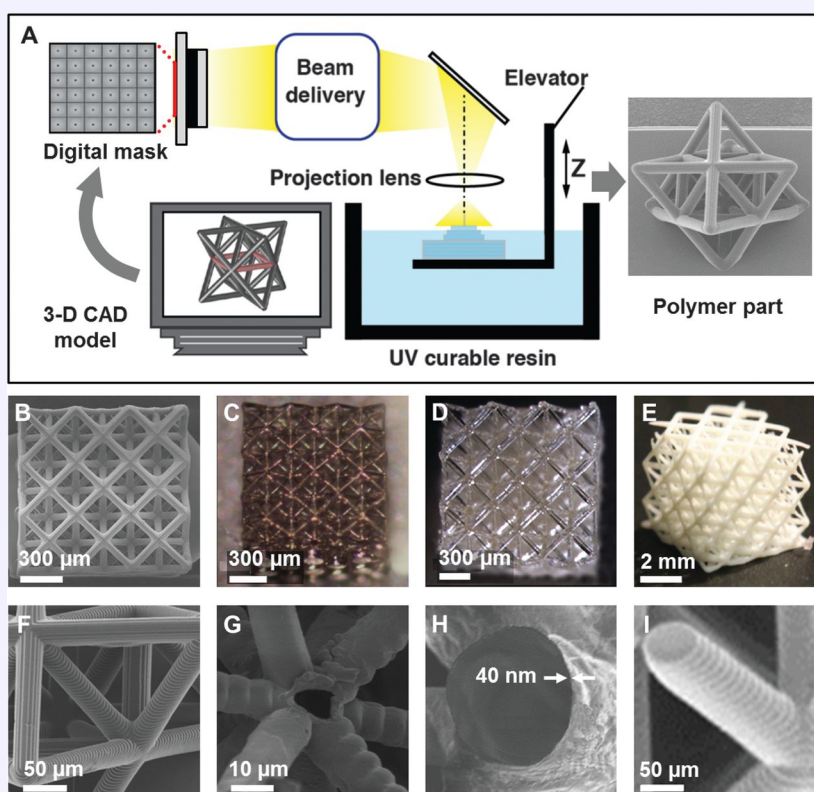 A
Digital mask
Beam
delivery
Elevator
Projection lens
Z
3-D CAD
model
UV curable resin
Polymer part
B
300 µm
C
300 µm
D
300 µm
E
2 mm
F
50 µm
G
10 µm
H
40 nm
I
50 µm